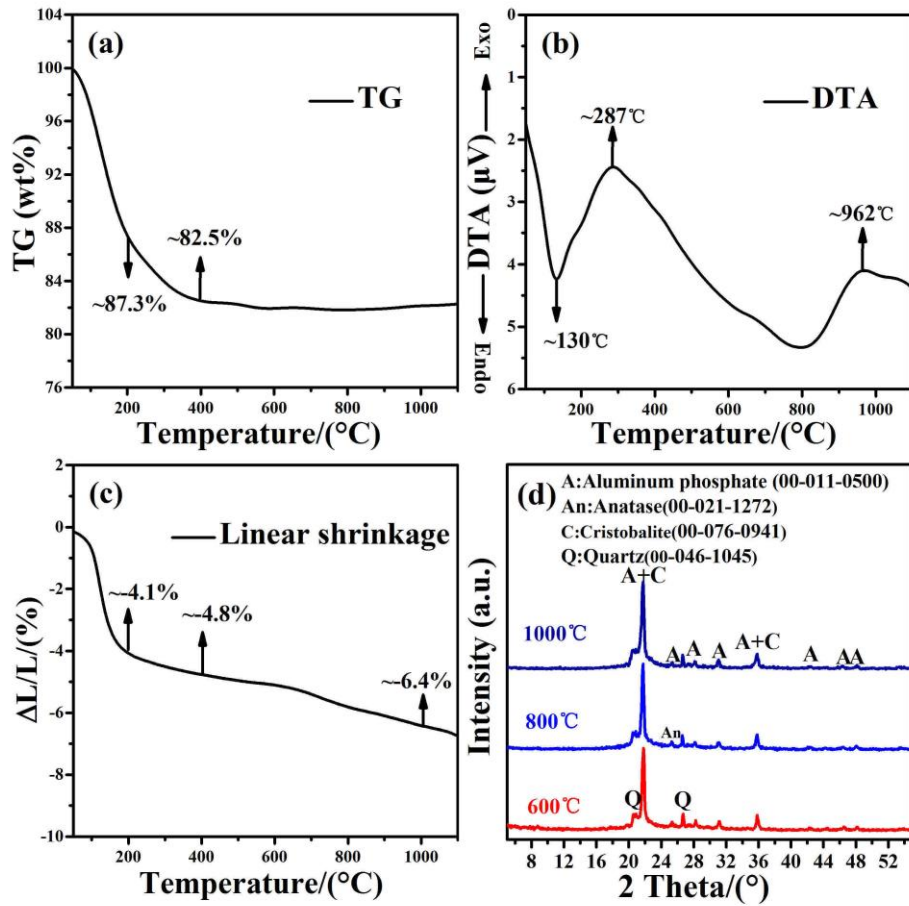 (a)
TG
~87.3%
~82.5%
TG (wt%)
104
100
96
92
88
84
80
76
200 400 600 800 1000
Temperature/(°C)
(b)
DTA
~287℃
~962℃
~130℃
Endo DTA (μV) Exo
0
1
2
3
4
5
6
200 400 600 800 1000
Temperature/(°C)
(c)
Linear shrinkage
~-4.1%
~-4.8%
~-6.4%
ΔL/L/(%)
0
-2
-4
-6
-8
-10
200 400 600 800 1000
Temperature/(°C)
(d)
A:Aluminum phosphate (00-011-0500)
An:Anatase(00-021-1272)
C:Cristobalite(00-076-0941)
Q:Quartz(00-046-1045)
A+C
1000℃ A A A A+C A AA
800℃ An
600℃ Q Q
Intensity (a.u.)
8 12 16 20 24 28 32 36 40 44 48 52
2 Theta/(°)